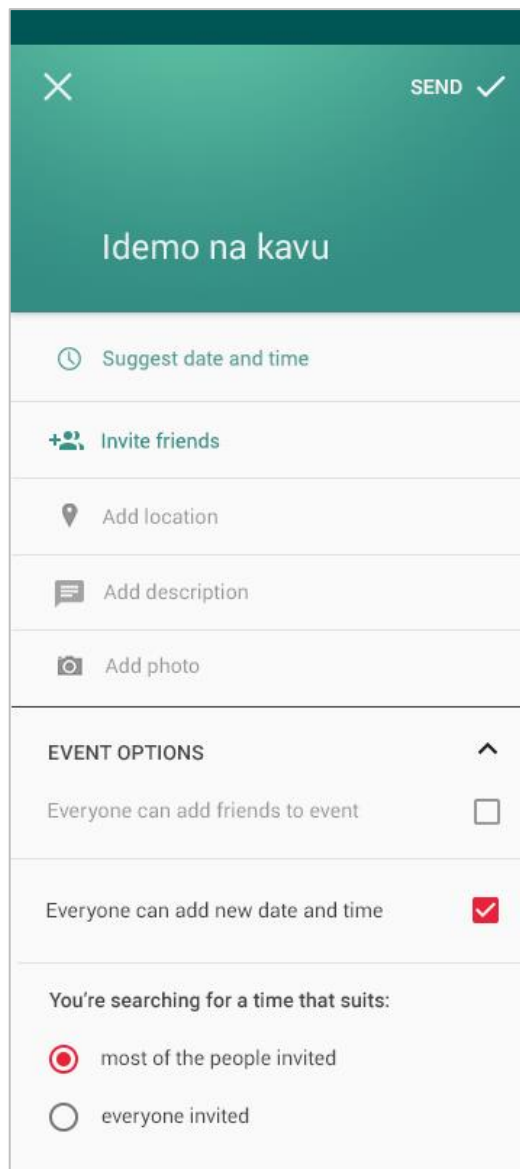 SEND
Idemo na kavu
Suggest date and time
Invite friends
Add location
Add description
Add photo
EVENT OPTIONS
Everyone can add friends to event
Everyone can add new date and time
You're searching for a time that suits:
most of the people invited
everyone invited